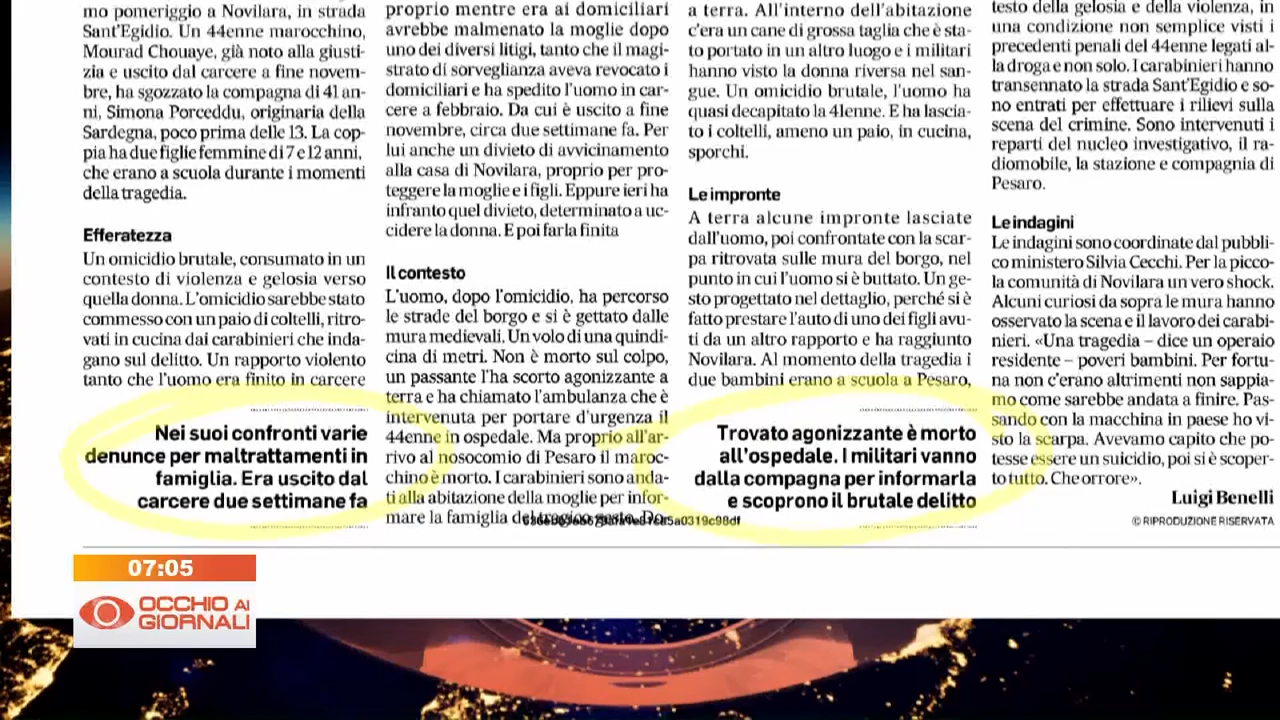 mo pomeriggio a Novilara, in strada
Sant'Egidio. Un 44enne marocchino,
Mourad Chouaye, già noto alla giusti-
zia e uscito dal carcere a fine novem-
bre, ha sgozzato la compagna di 41 an-
ni, Simona Porceddu, originaria della
Sardegna, poco prima delle 13. La cop-
pia ha due figlie femmine di 7 e 12 anni,
che erano a scuola durante i momenti
della tragedia.
Efferatezza
Un omicidio brutale, consumato in un
contesto di violenza e gelosia verso
quella donna. L'omicidio sarebbe stato
commesso con un paio di coltelli, ritro-
vati in cucina dai carabinieri che inda-
gano sul delitto. Un rapporto violento
tanto che l'uomo era finito in carcere
Nei suoi confronti varie
denunce per maltrattamenti in
famiglia. Era uscito dal
carcere due settimane fa
proprio mentre era ai domiciliari
avrebbe malmenato la moglie dopo
uno dei diversi litigi, tanto che il magi-
strato di sorveglianza aveva revocato i
domiciliari e ha spedito l'uomo in car-
cere a febbraio. Da cui è uscito a fine
novembre, circa due settimane fa. Per
lui anche un divieto di avvicinamento
alla casa di Novilara, proprio per pro-
teggere la moglie e i figli. Eppure ieri ha
infranto quel divieto, determinato a uc-
cidere la donna. E poi farla finita
Il contesto
L'uomo, dopo l'omicidio, ha percorso
le strade del borgo e si è gettato dalle
mura medievali. Un volo di una quindi-
cina di metri. Non è morto sul colpo,
un passante l'ha scorto agonizzante a
terra e ha chiamato l'ambulanza che è
intervenuta per portare d'urgenza il
44enne in ospedale. Ma proprio all'ar-
rivo al nosocomio di Pesaro il maroc-
chino è morto. I carabinieri sono anda-
ti alla abitazione della moglie per infor-
mare la famiglia del tragico gesto.
a terra. All'interno dell'abitazione
c'era un cane di grossa taglia che è sta-
to portato in un altro luogo e i militari
hanno visto la donna riversa nel san-
gue. Un omicidio brutale, l'uomo ha
quasi decapitato la 41enne. E ha lascia-
to i coltelli, ameno un paio, in cucina,
sporchi.
Le impronte
A terra alcune impronte lasciate
dall'uomo, poi confrontate con la scar-
pa ritrovata sulle mura del borgo, nel
punto in cui l'uomo si è buttato. Un ge-
sto progettato nel dettaglio, perché si è
fatto prestare l'auto di uno dei figli avu-
ti da un altro rapporto e ha raggiunto
Novilara. Al momento della tragedia i
due bambini erano a scuola a Pesaro,
Trovato agonizzante è morto
all'ospedale. I militari vanno
dalla compagna per informarla
e scoprono il brutale delitto
testo della gelosia e della violenza, in
una condizione non semplice visti i
precedenti penali del 44enne legati al-
la droga e non solo. I carabinieri hanno
transennato la strada Sant'Egidio e so-
no entrati per effettuare i rilievi sulla
scena del crimine. Sono intervenuti i
reparti del nucleo investigativo, il ra-
diomobile, la stazione e compagnia di
Pesaro.
Le indagini
Le indagini sono coordinate dal pubbli-
co ministero Silvia Cecchi. Per la picco-
la comunità di Novilara un vero shock.
Alcuni curiosi da sopra le mura hanno
osservato la scena e il lavoro dei carabi-
nieri. «Una tragedia – dice un operaio
residente – poveri bambini. Per fortu-
na non c'erano altrimenti non sappia-
mo come sarebbe andata a finire. Pas-
sando con la macchina in paese ho vi-
sto la scarpa. Avevamo capito che po-
tesse essere un suicidio, poi si è scoper-
to tutto. Che orrore».
Luigi Benelli
© RIPRODUZIONE RISERVATA
07:05
OCCHIO AI
GIORNALI